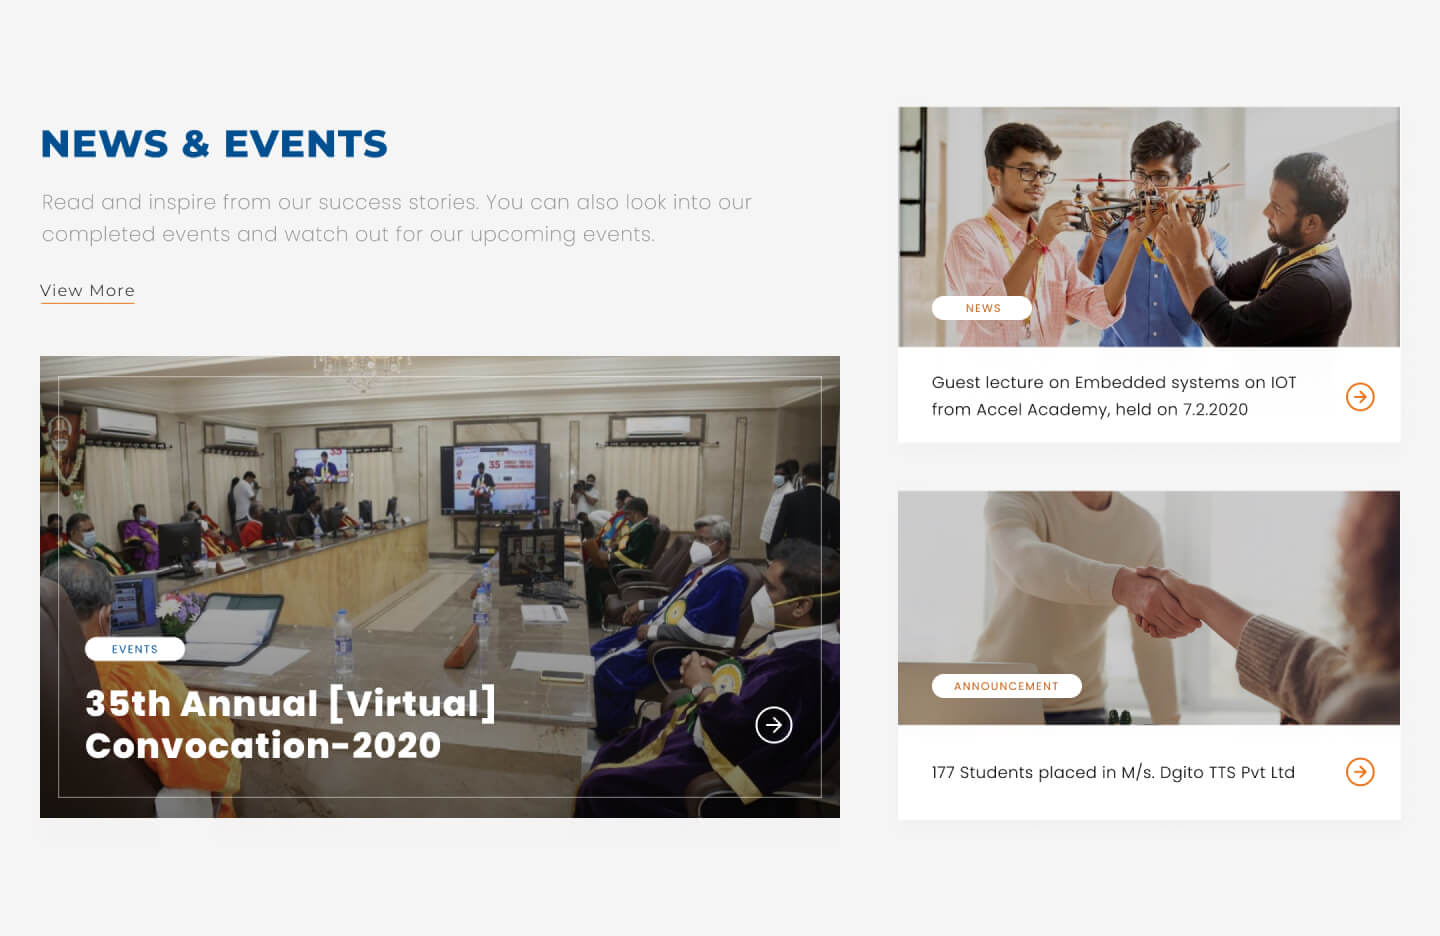 NEWS & EVENTS
Read and inspire from our success stories. You can also look into our
completed events and watch out for our upcoming events.
View More
35
EVENTS
35th Annual [Virtual]
Convocation-2020
NEWS
Guest lecture on Embedded systems on IOT
from Accel Academy, held on 7.2.2020
ANNOUNCEMENT
177 Students placed in M/s. Dgito TTS Pvt Ltd